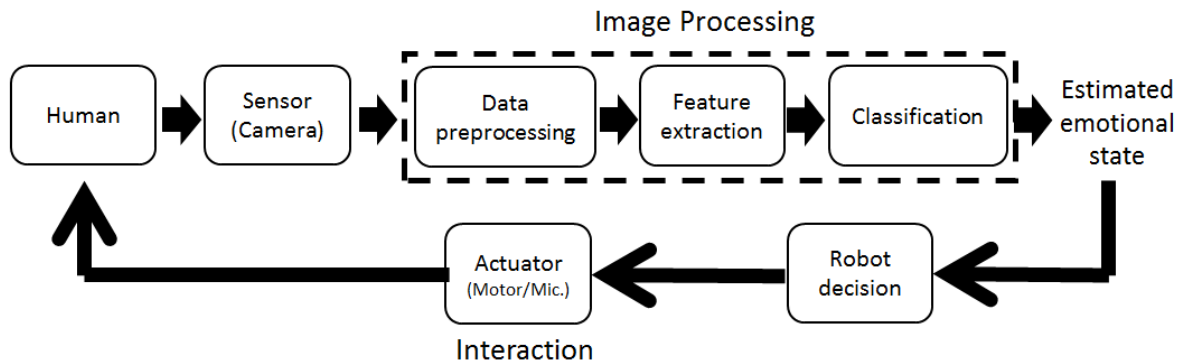 Image Processing
Human
Sensor
(Camera)
Data
preprocessing
Feature
extraction
Classification
Estimated
emotional
state
Actuator
(Motor/Mic.)
Robot
decision
Interaction